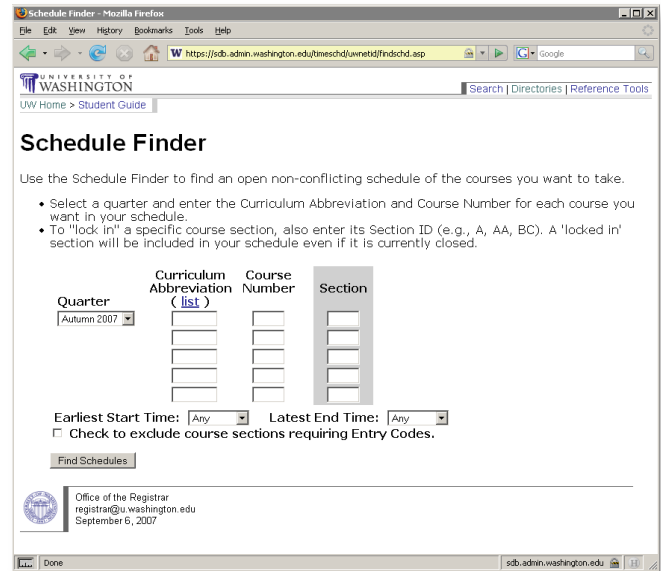 Schedule Finder - Mozilla Firefox
File Edit View History Bookmarks Tools Help
W https://sdb.admin.washington.edu/timeschd/uwnetid/findschd.asp
G Google
UNIVERSITY OF
WASHINGTON
Search | Directories | Reference Tools
UW Home > Student Guide
Schedule Finder
Use the Schedule Finder to find an open non-conflicting schedule of the courses you want to take.
• Select a quarter and enter the Curriculum Abbreviation and Course Number for each course you
want in your schedule.
• To "lock in" a specific course section, also enter its Section ID (e.g., A, AA, BC). A 'locked in'
section will be included in your schedule even if it is currently closed.
Quarter
Curriculum
Abbreviation
( list )
Course
Number
Section
Autumn 2007
Earliest Start Time: Any Latest End Time: Any
Check to exclude course sections requiring Entry Codes.
Find Schedules
Office of the Registrar
registrar@u.washington.edu
September 6, 2007
Done
sdb.admin.washington.edu